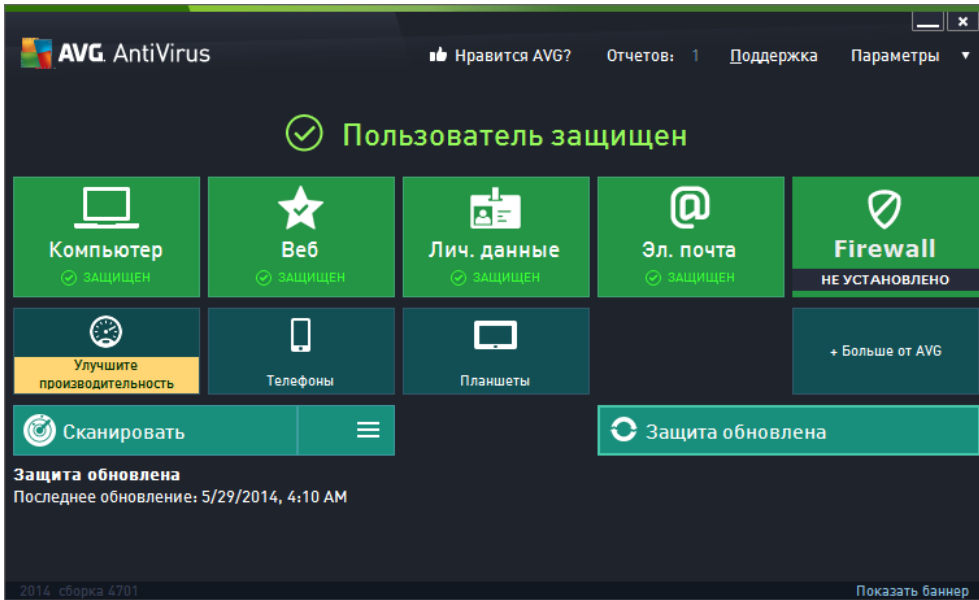 AVG. AntiVirus
Нравится AVG?
Отчетов: 1
Поддержка
Параметры
Пользователь защищен
Компьютер
ЗАЩИЩЕН
Веб
ЗАЩИЩЕН
Лич. данные
ЗАЩИЩЕН
Эл. почта
ЗАЩИЩЕН
Firewall
НЕ УСТАНОВЛЕНО
Улучшите
производительность
Телефоны
Планшеты
+ Больше от AVG
Сканировать
Защита обновлена
Защита обновлена
Последнее обновление: 5/29/2014, 4:10 AM
2014 сборка 4701
Показать баннер